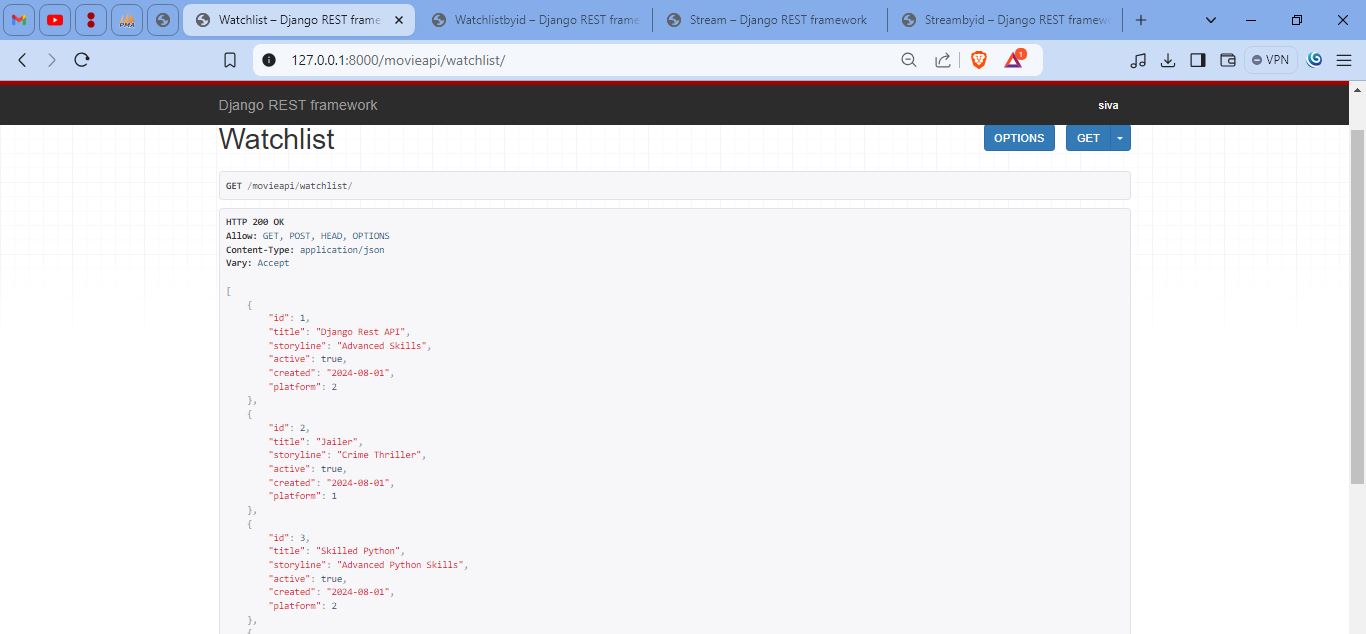 PMA
Watchlist – Django REST frame
Watchlistbyid – Django REST frame
Stream – Django REST framework
Streambyid – Django REST framew
127.0.0.1:8000/movieapi/watchlist/
1
VPN
Django REST framework
siva
Watchlist
OPTIONS
GET
GET /movieapi/watchlist/
HTTP 200 OK
Allow: GET, POST, HEAD, OPTIONS
Content-Type: application/json
Vary: Accept
[
{
"id": 1,
"title": "Django Rest API",
"storyline": "Advanced Skills",
"active": true,
"created": "2024-08-01",
"platform": 2
},
{
"id": 2,
"title": "Jailer",
"storyline": "Crime Thriller",
"active": true,
"created": "2024-08-01",
"platform": 1
},
{
"id": 3,
"title": "Skilled Python",
"storyline": "Advanced Python Skills",
"active": true,
"created": "2024-08-01",
"platform": 2
},
{